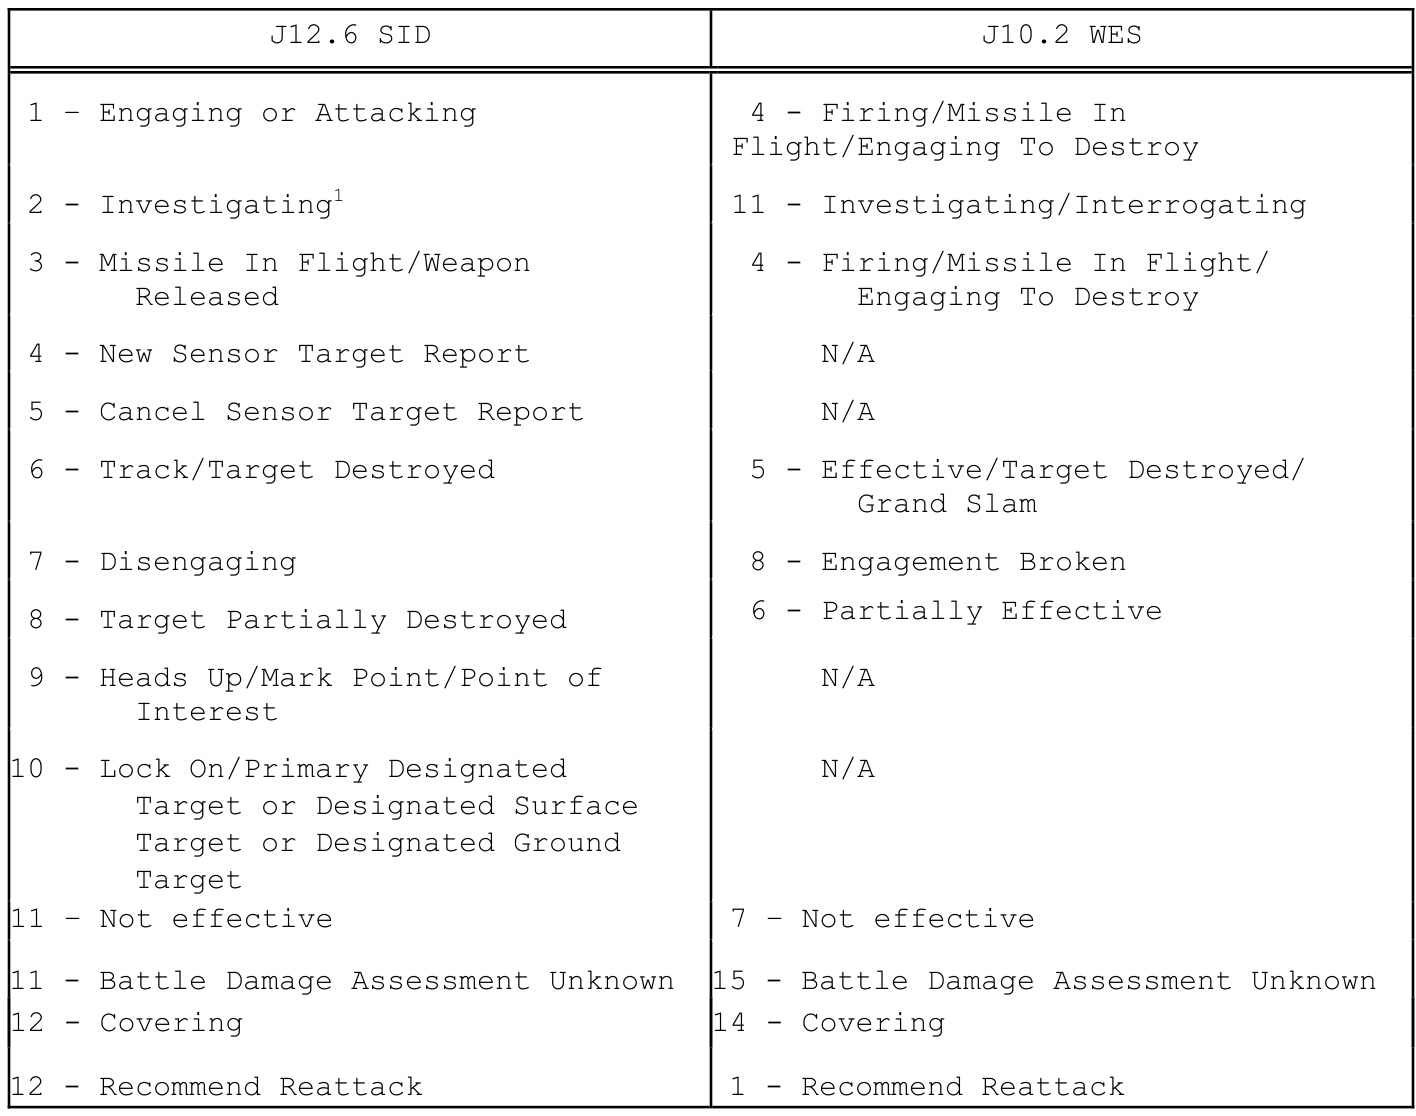 J12.6 SID
J10.2 WES
1 – Engaging or Attacking
4 - Firing/Missile In
Flight/Engaging To Destroy
2 - Investigating1
11 - Investigating/Interrogating
3 - Missile In Flight/Weapon
Released
4 - Firing/Missile In Flight/
Engaging To Destroy
4 - New Sensor Target Report
N/A
5 - Cancel Sensor Target Report
N/A
6 - Track/Target Destroyed
5 - Effective/Target Destroyed/
Grand Slam
7 - Disengaging
8 - Engagement Broken
8 - Target Partially Destroyed
6 - Partially Effective
9 - Heads Up/Mark Point/Point of
Interest
N/A
10 - Lock On/Primary Designated
Target or Designated Surface
Target or Designated Ground
Target
N/A
11 – Not effective
7 – Not effective
11 - Battle Damage Assessment Unknown
15 - Battle Damage Assessment Unknown
12 - Covering
14 - Covering
12 - Recommend Reattack
1 - Recommend Reattack